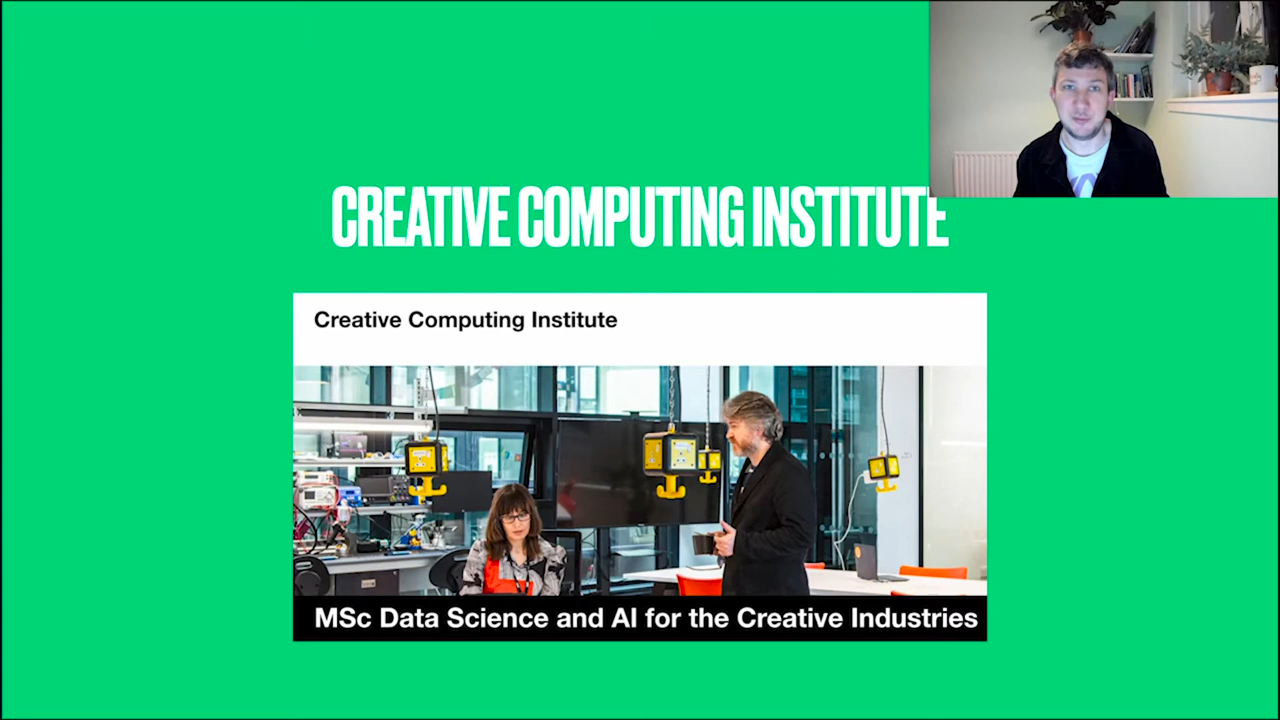 CREATIVE COMPUTING INSTITUTE
Creative Computing Institute
MSc Data Science and AI for the Creative Industries